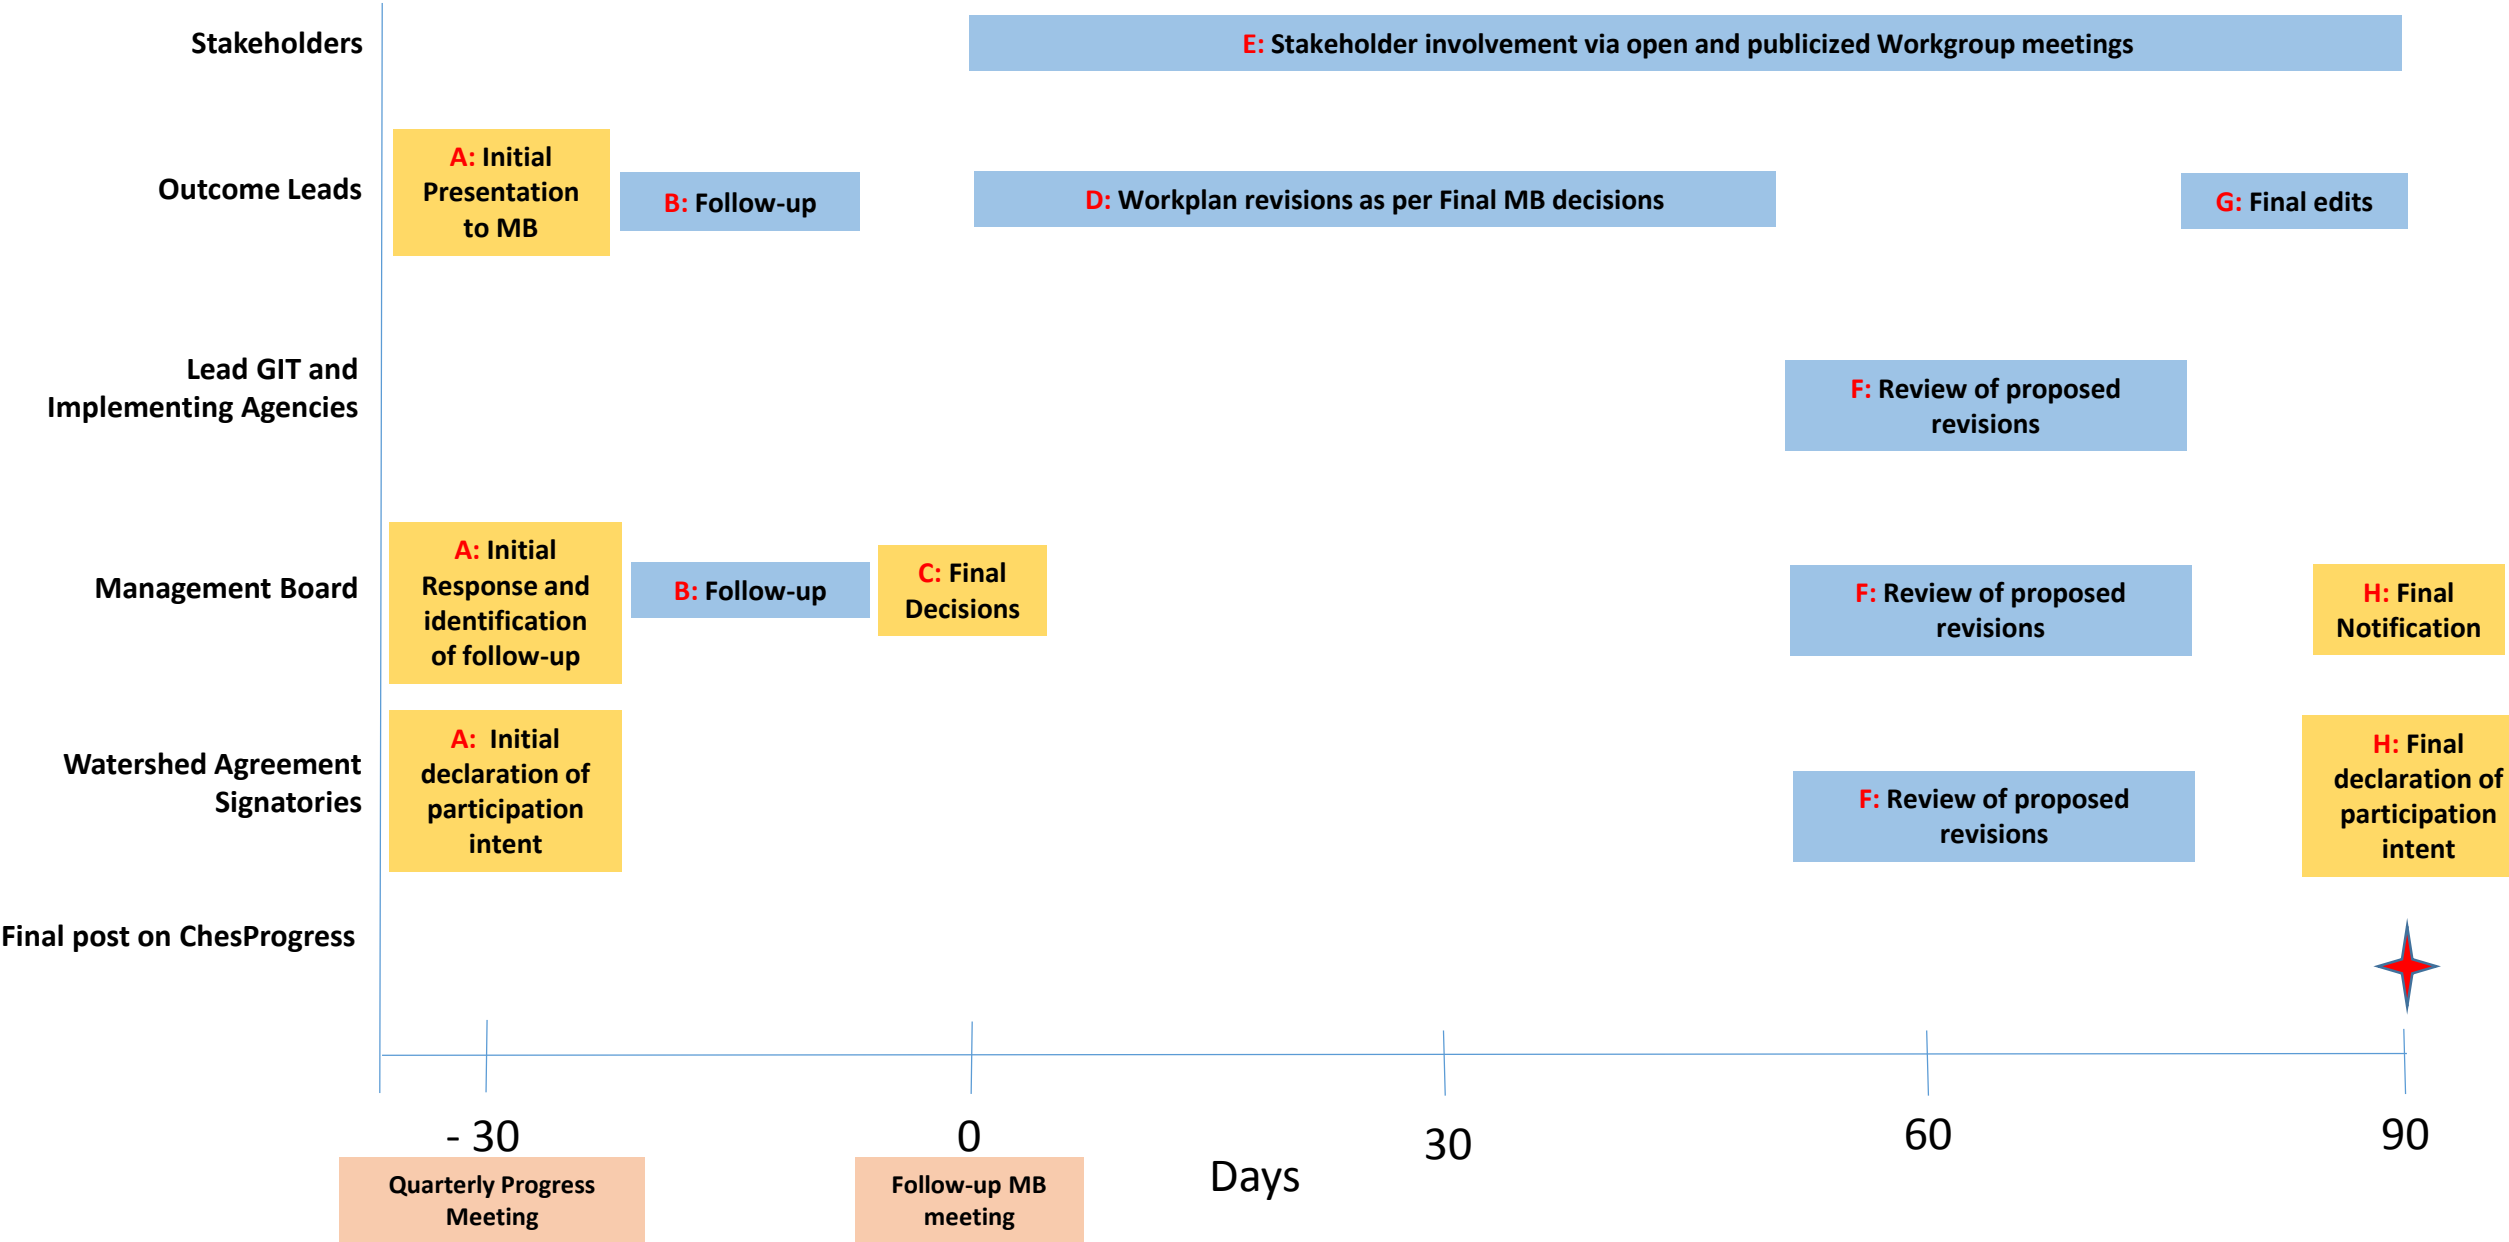 Stakeholders
E: Stakeholder involvement via open and publicized Workgroup meetings
Outcome Leads
A: Initial
Presentation
to MB
B: Follow-up
D: Workplan revisions as per Final MB decisions
G: Final edits
Lead GIT and
Implementing Agencies
F: Review of proposed
revisions
Management Board
A: Initial
Response and
identification
of follow-up
B: Follow-up
C: Final
Decisions
F: Review of proposed
revisions
H: Final
Notification
Watershed Agreement
Signatories
A: Initial
declaration of
participation
intent
F: Review of proposed
revisions
H: Final
declaration of
participation
intent
Final post on ChesProgress
- 30
0
30
60
90
Quarterly Progress
Meeting
Follow-up MB
meeting
Days